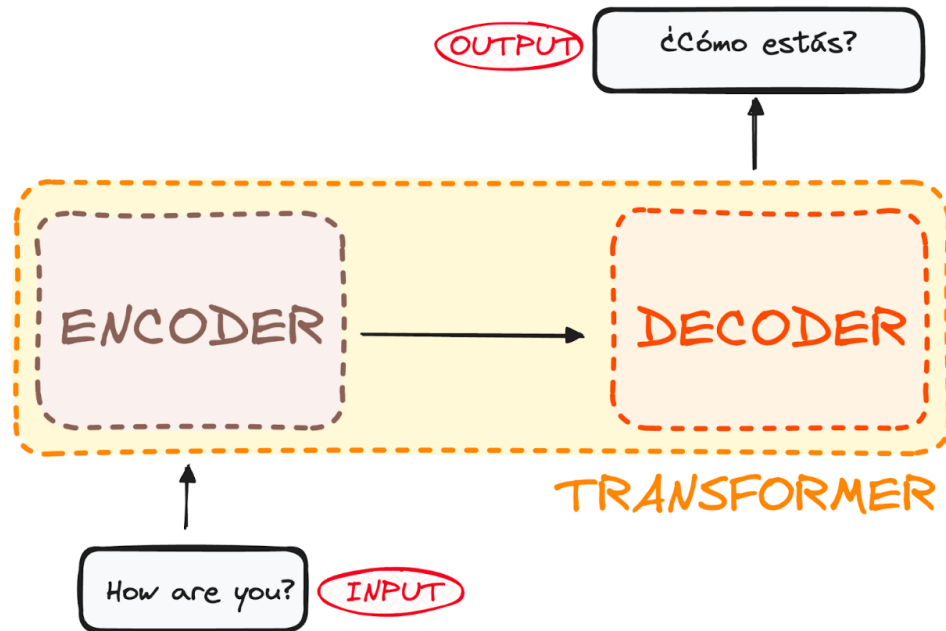 OUTPUT
¿Cómo estás?
ENCODER
DECODER
TRANSFORMER
How are you?
INPUT